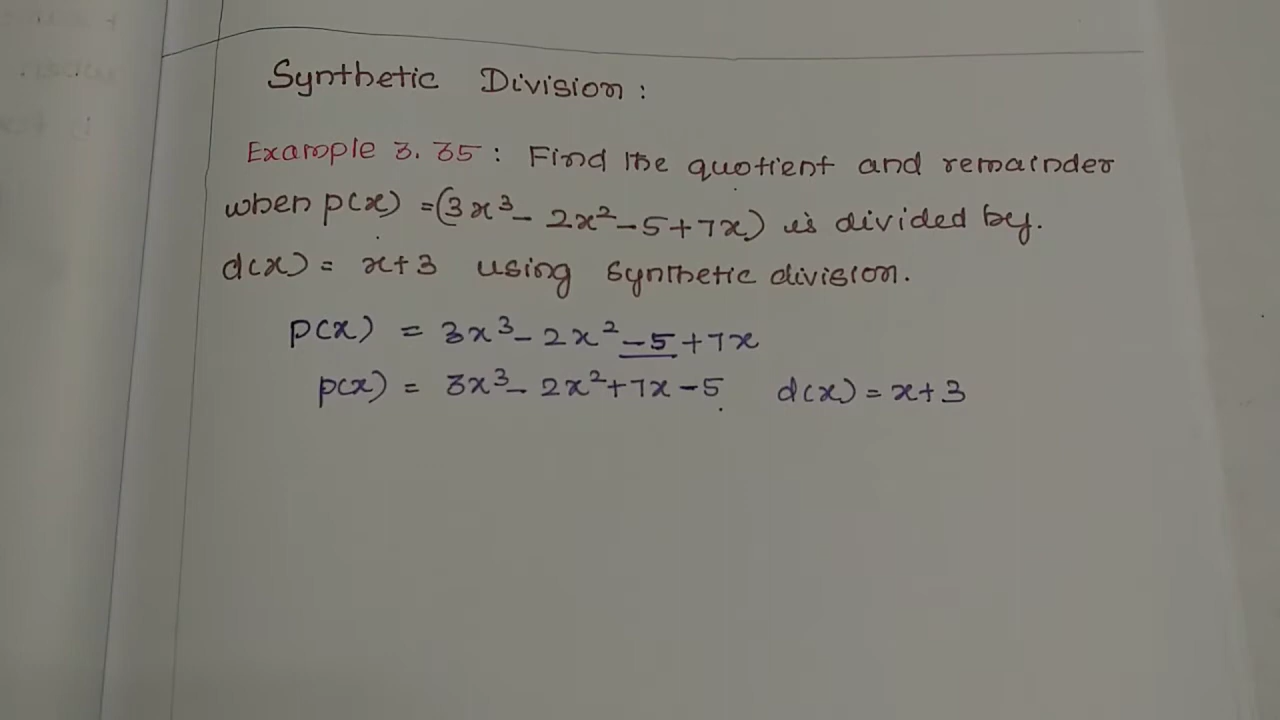 Synthetic Division :
Example 3.35 : Find the quotient and remainder
when p(x) = (3x³ - 2x² - 5 + 7x) is divided by.
d(x) = x+3 using synthetic division.
p(x) = 3x³ - 2x² - 5 + 7x
p(x) = 3x³ - 2x² + 7x - 5 d(x) = x+3